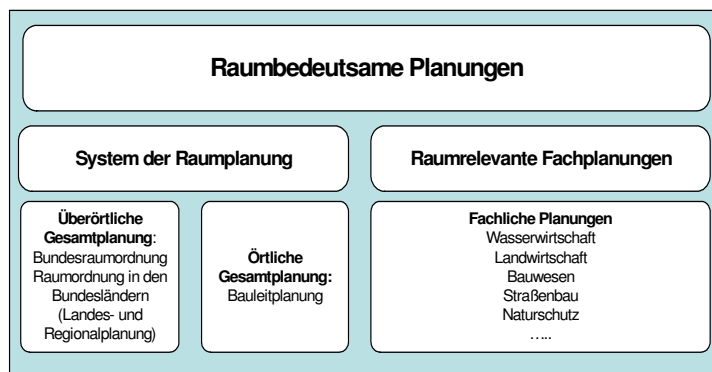 Raumbedeutsame Planungen
System der Raumplanung
Raumrelevante Fachplanungen
Überörtliche
Gesamtplanung:
Bundesraumordnung
Raumordnung in den
Bundesländern
(Landes- und
Regionalplanung)
Örtliche
Gesamtplanung:
Bauleitplanung
Fachliche Planungen
Wasserwirtschaft
Landwirtschaft
Bauwesen
Straßenbau
Naturschutz
.....